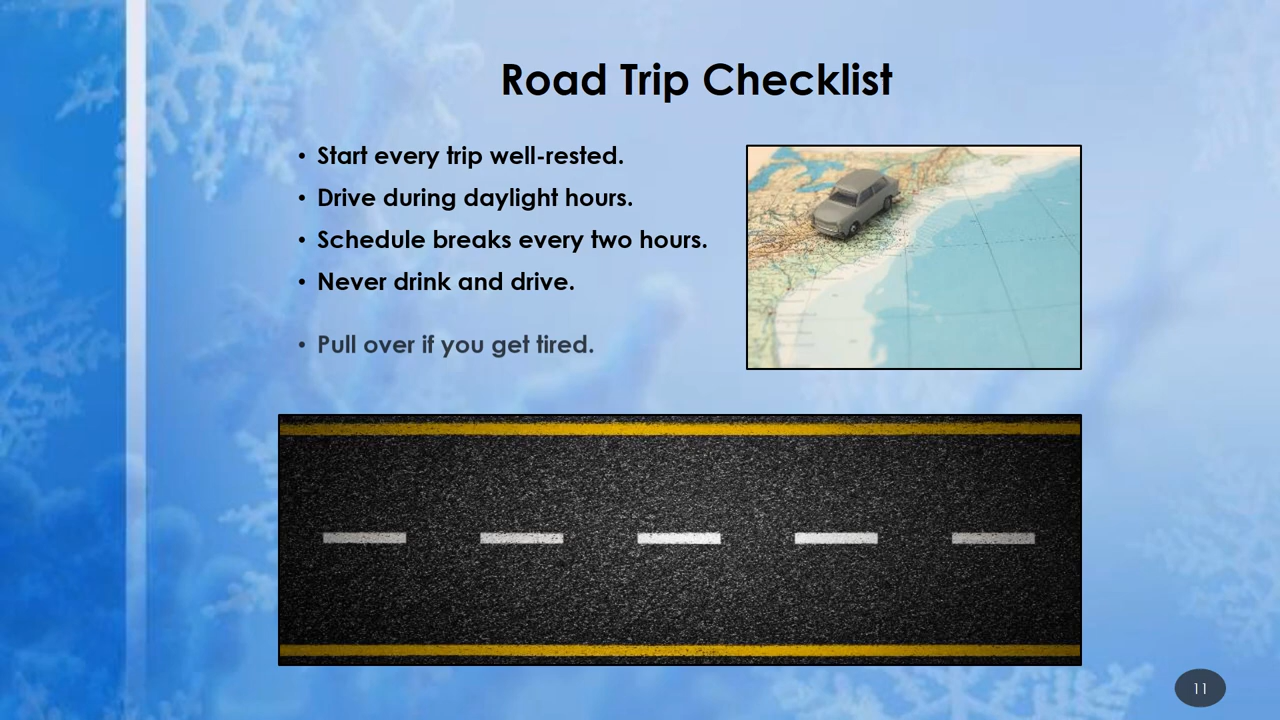 Road Trip Checklist
• Start every trip well-rested.
• Drive during daylight hours.
• Schedule breaks every two hours.
• Never drink and drive.
• Pull over if you get tired.
11